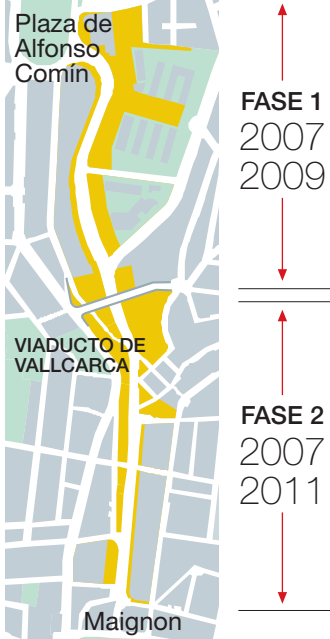 Plaza de
Alfonso
Comín
FASE 1
2007
2009
VIADUCTO DE
VALLCARCA
FASE 2
2007
2011
Maignon